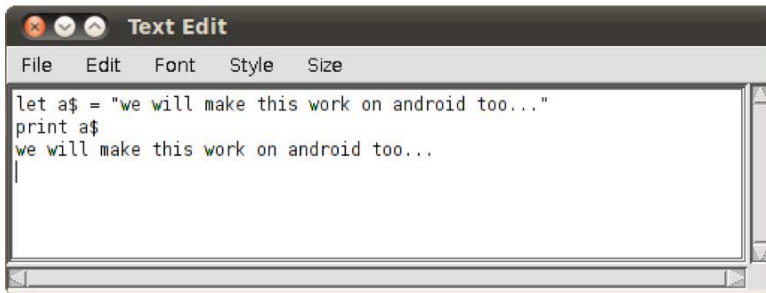 Text Edit
File Edit Font Style Size
let a$ = "we will make this work on android too..."
print a$
we will make this work on android too...